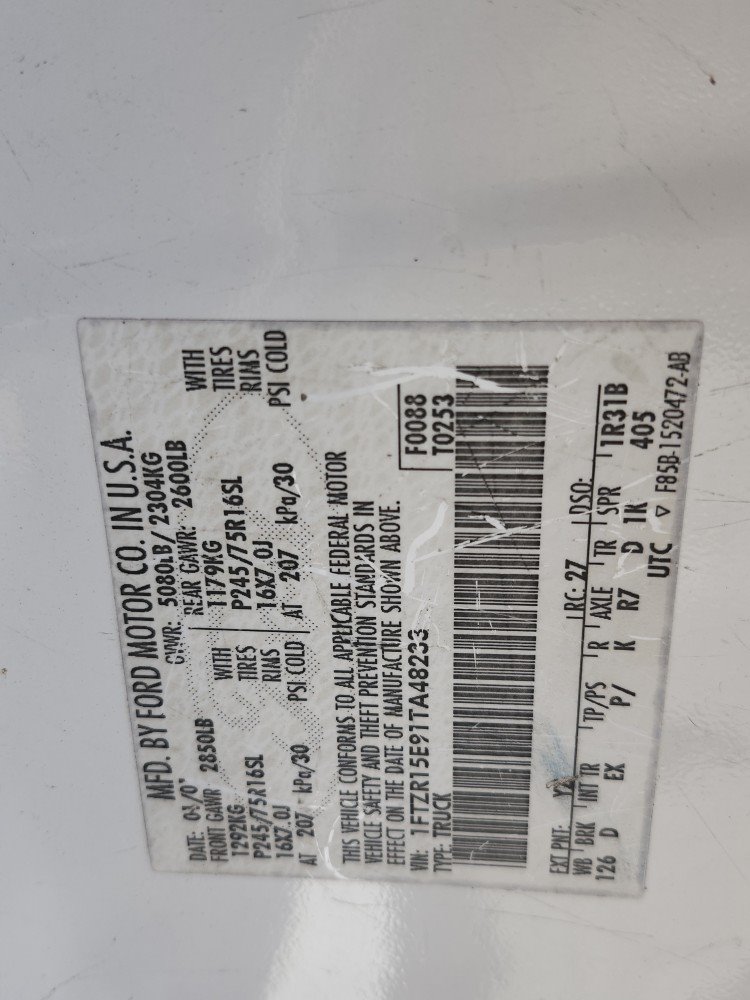 MFD. BY FORD MOTOR CO. IN U.S.A.
DATE: GVWR: 5080LB/ 2304KG
FRONT GAWR 2850LB REAR GAWR: 2600LB
1292KG WITH 1179KG WITH
P245/75R16SL TIRES P245/75R16SL TIRES
16X7.0J RIMS 16X7.0J RIMS
AT 207 kPa/30 PSI COLD AT 207 kPa/30 PSI COLD
THIS VEHICLE CONFORMS TO ALL APPLICABLE FEDERAL MOTOR
VEHICLE SAFETY AND THEFT PREVENTION STANDARDS IN
EFFECT ON THE DATE OF MANUFACTURE SHOWN ABOVE.
VIN: 1FTZR15E91TA48233
TYPE: TRUCK
F0088
T0253
EXT PNT: RC: 27 DSO:
WB BRK INT TR TP/PS R AXLE TR SPR 1R31B
126 D EX P/ K R7 D 1K 405
UTC ▽ F85B-1520472-AB